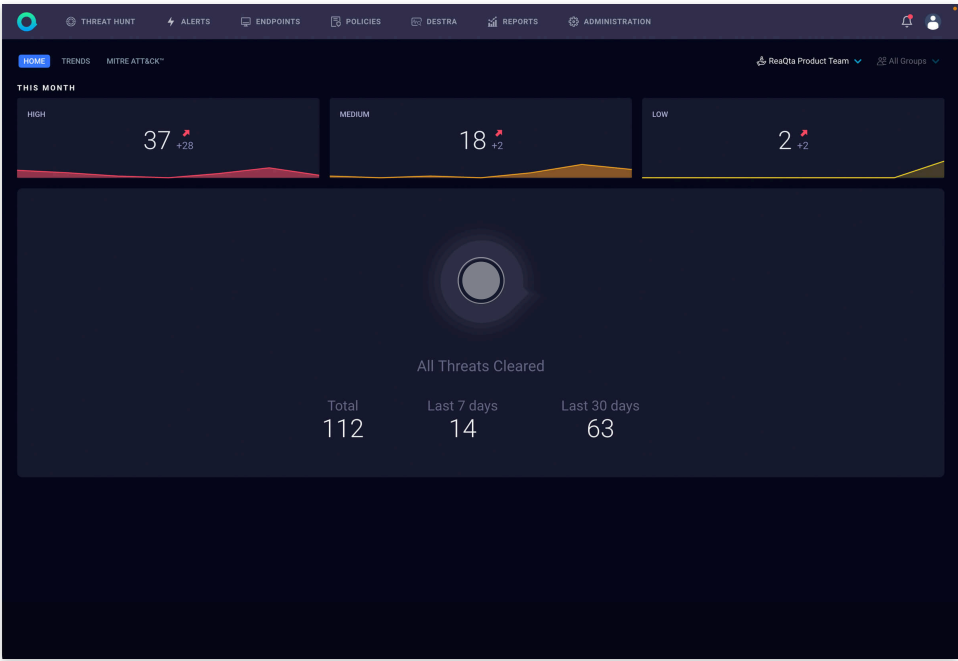 THREAT HUNT ALERTS ENDPOINTS POLICIES DESTRA REPORTS ADMINISTRATION
HOME TRENDS MITRE ATT&CK™ ReaQta Product Team All Groups
THIS MONTH
HIGH MEDIUM LOW
37 +28 18 +2 2 +2
All Threats Cleared
Total Last 7 days Last 30 days
112 14 63